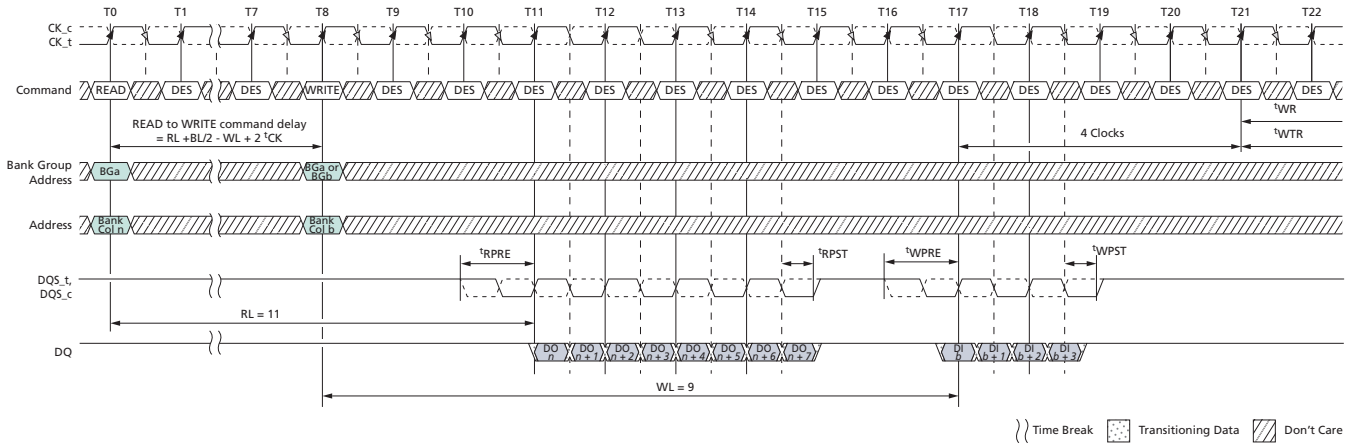 T0 T1 T7 T8 T9 T10 T11 T12 T13 T14 T15 T16 T17 T18 T19 T20 T21 T22
CK_c
CK_t
Command READ DES DES WRITE DES DES DES DES DES DES DES DES DES DES DES DES DES DES
tWR
READ to WRITE command delay
= RL +BL/2 - WL + 2 tCK
4 Clocks
tWTR
Bank Group
Address
BGa
BGa or
BGb
Address
Bank
Col n
Bank
Col b
tRPRE
tRPST
tWPRE
tWPST
DQS_t,
DQS_c
RL = 11
DQ
DO
n
DO
n + 1
DO
n + 2
DO
n + 3
DO
n + 4
DO
n + 5
DO
n + 6
DO
n + 7
DI
b
DI
b + 1
DI
b + 2
DI
b + 3
WL = 9
Time Break Transitioning Data Don't Care